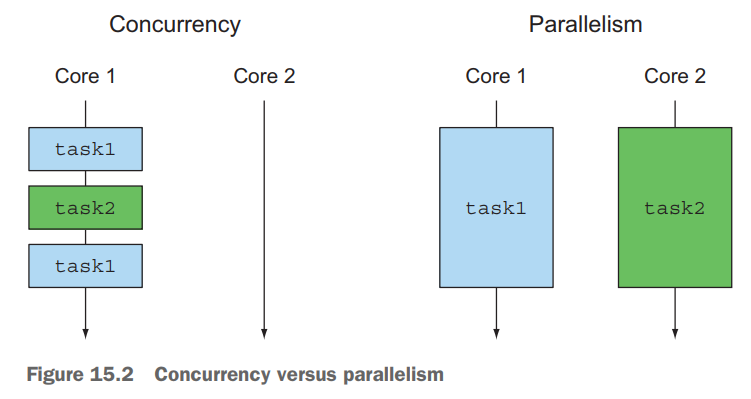 Concurrency
Parallelism
Core 1
Core 2
Core 1
Core 2
task1
task2
task1
task1
task2
Figure 15.2 Concurrency versus parallelism